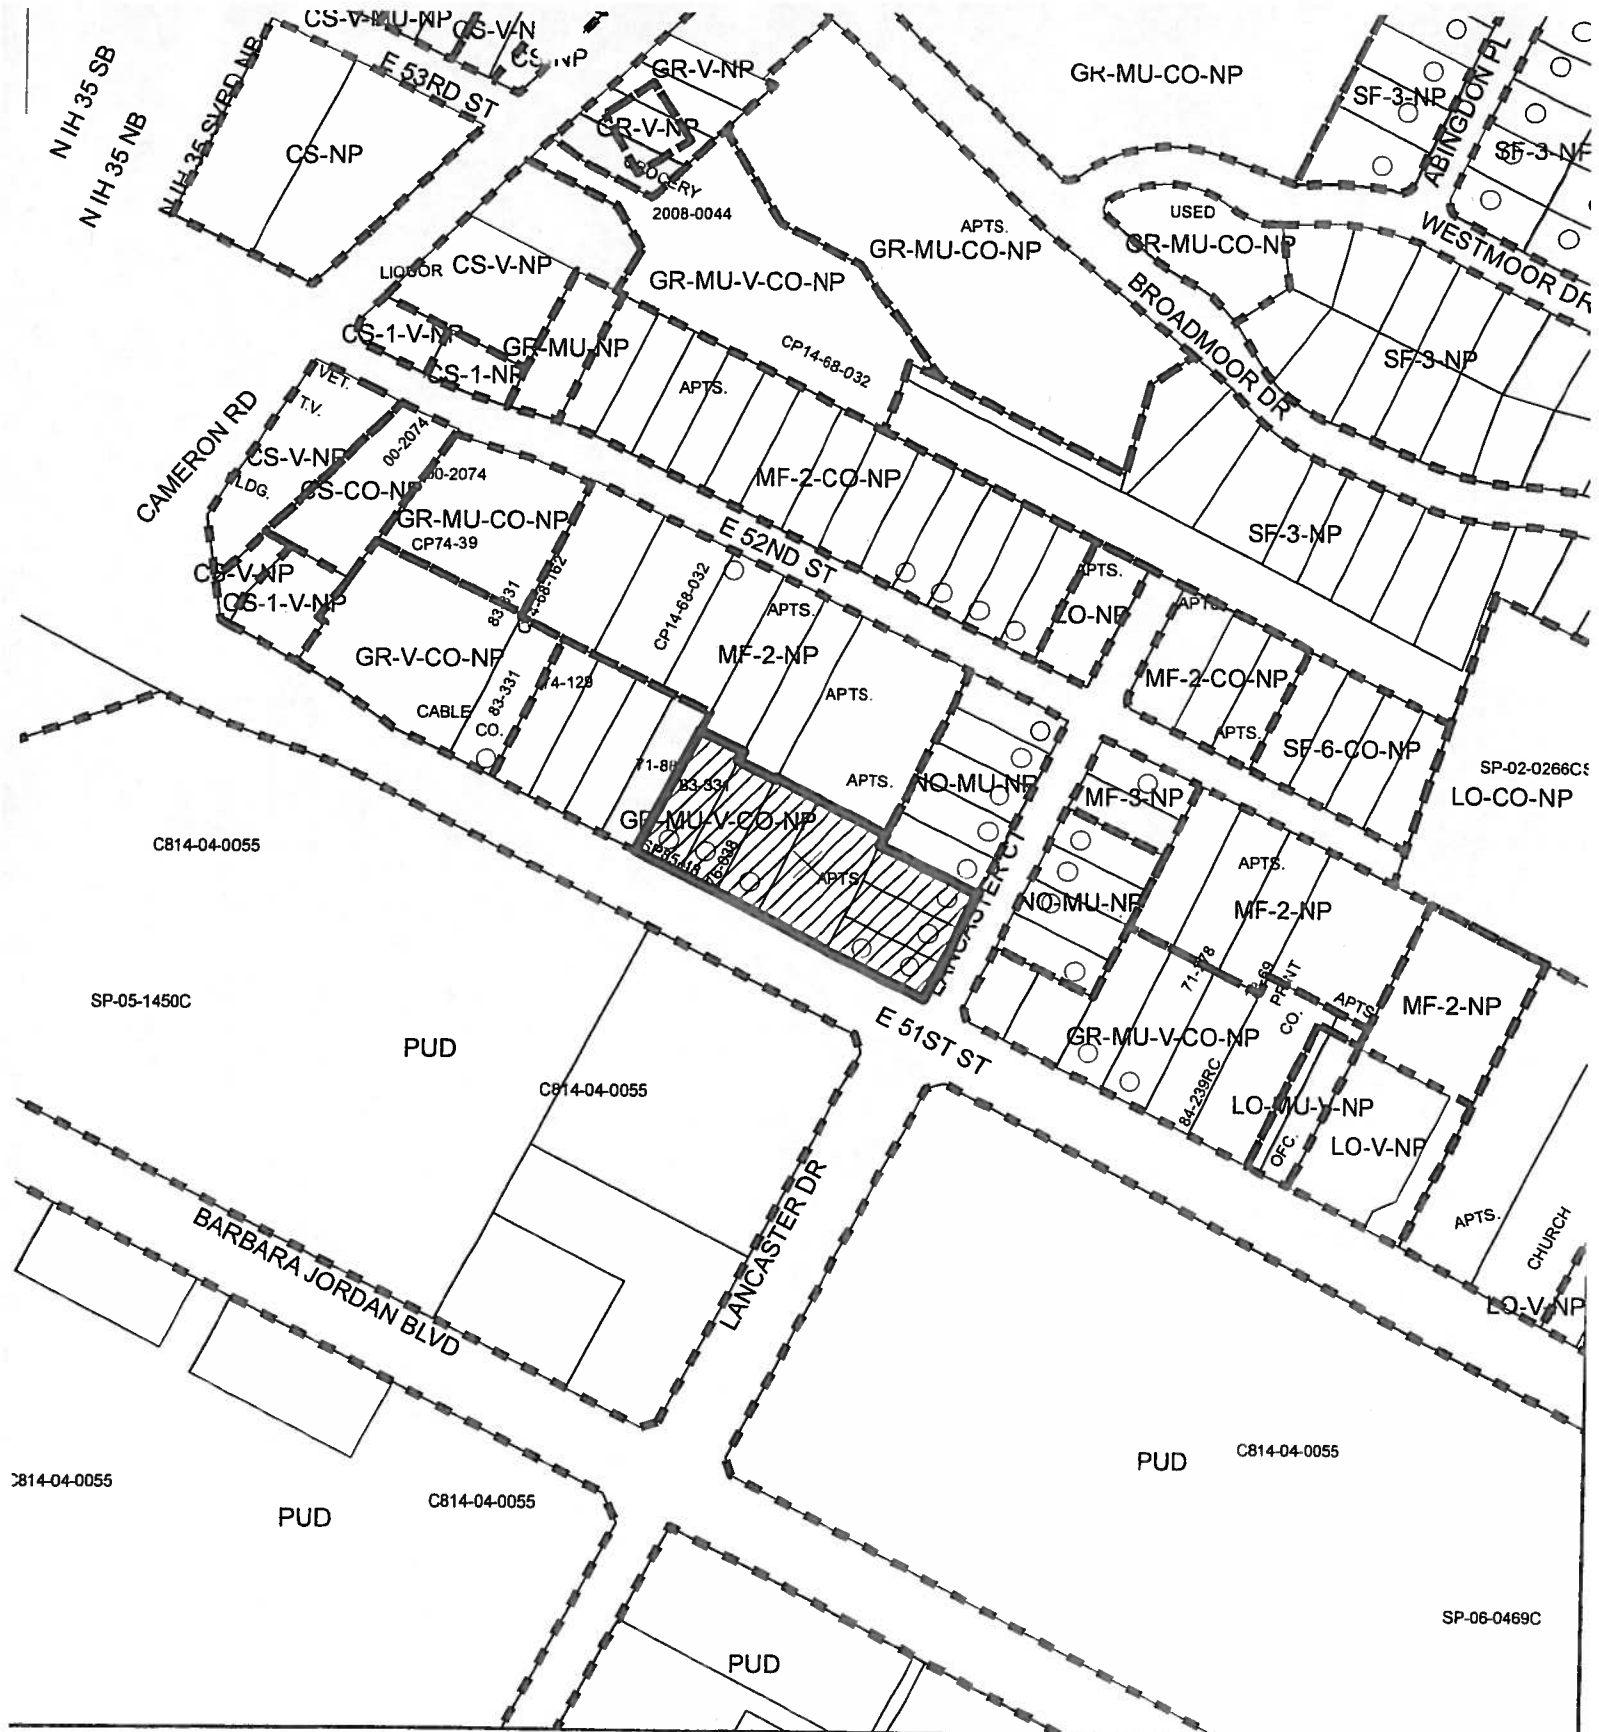 CS-V-MU-NP
CS-V-N
E 53RD ST
GR-V-NP
GR-MU-CO-NP
N IH 35 SB
N IH 35 NB
N IH 35 SVRD NB
CS-NP
GR-V-NP
GROCERY
2008-0044
SF-3-NP
ABINGDON PL
SF-3-NP
USED
GR-MU-CO-NP
WESTMOOR DR
APTS.
GR-MU-CO-NP
LIQUOR
CS-V-NP
GR-MU-V-CO-NP
BROADMOOR DR
CS-1-V-NP
GR-MU-NP
CS-1-NP
CP14-68-032
APTS.
SF-3-NP
VET.
T.V.
CAMERON RD
CS-V-NP
LDG.
00-2074
CS-CO-NP
00-2074
GR-MU-CO-NP
CP74-39
MF-2-CO-NP
E 52ND ST
SF-3-NP
CS-V-NP
CS-1-V-NP
83-331
CP14-68-032
APTS.
MF-2-NP
APTS.
APTS.
LO-NP
MF-2-CO-NP
APTS.
SF-6-CO-NP
SP-02-0266CS
LO-CO-NP
GR-V-CO-NP
83-331
CABLE
CO.
74-129
APTS.
NO-MU-NP
MF-3-NP
83-331
GR-MU-V-CO-NP
APTS.
LANCASTER CT
NO-MU-NP
APTS.
MF-2-NP
C814-04-0055
E 51ST ST
PRINT
CO.
APTS.
MF-2-NP
GR-MU-V-CO-NP
84-239RC
LO-MU-V-NP
OFC.
LO-V-NP
APTS.
CHURCH
LO-V-NP
SP-05-1450C
PUD
C814-04-0055
LANCASTER DR
BARBARA JORDAN BLVD
PUD
C814-04-0055
C814-04-0055
PUD
C814-04-0055
SP-06-0469C
PUD